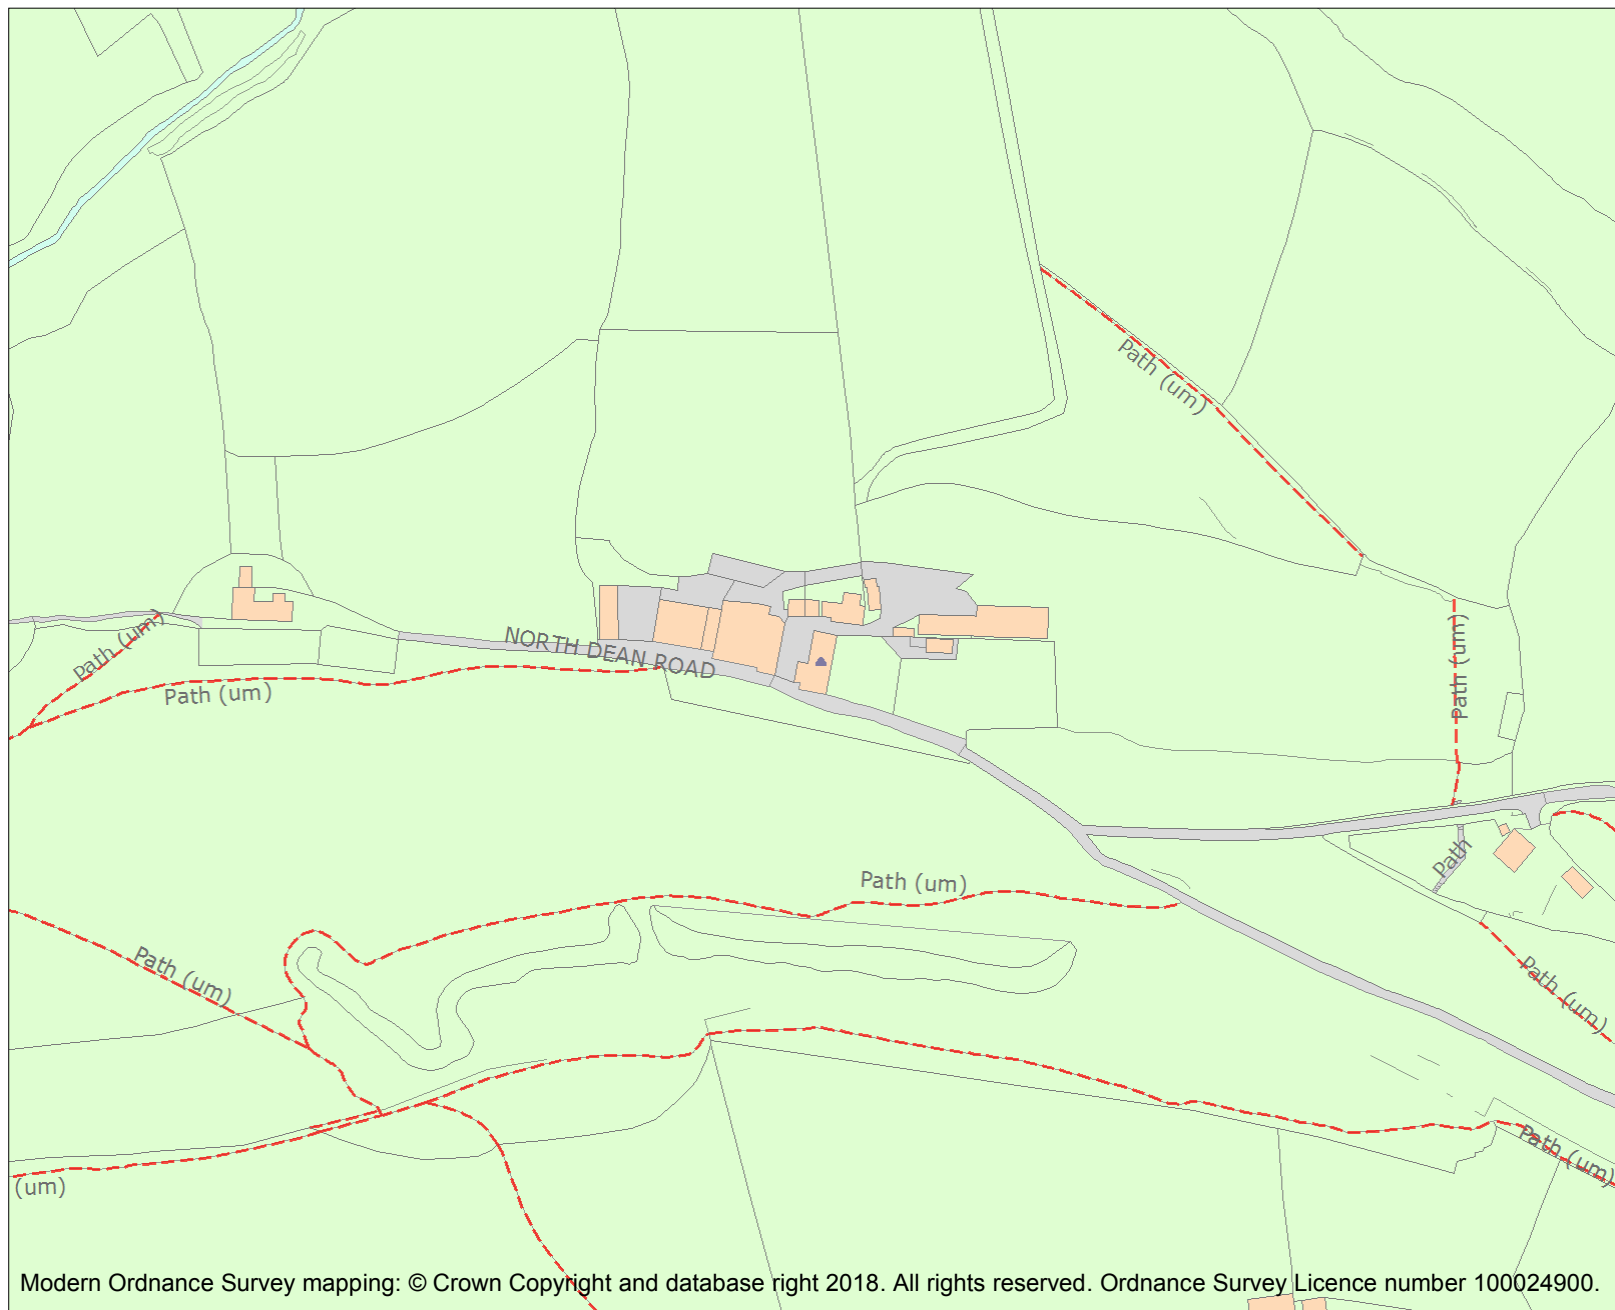 Path (um)
NORTH DEAN ROAD
Path (um)
Path (um)
Path (um)
Path (um)
Path
Path (um)
Path (um)
Path (um)
Path (um)
(um)
Modern Ordnance Survey mapping: © Crown Copyright and database right 2018. All rights reserved. Ordnance Survey Licence number 100024900.